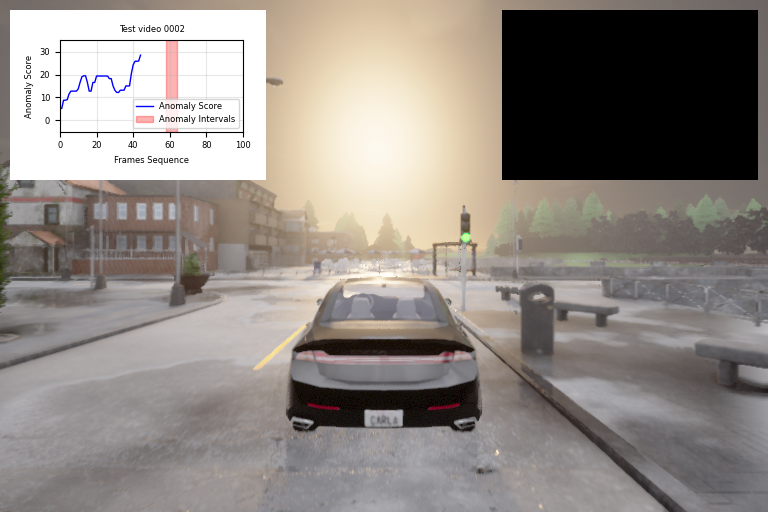 Test video 0002
Anomaly Score
30
20
10
0
Anomaly Score
Anomaly Intervals
0 20 40 60 80 100
Frames Sequence
CARLA